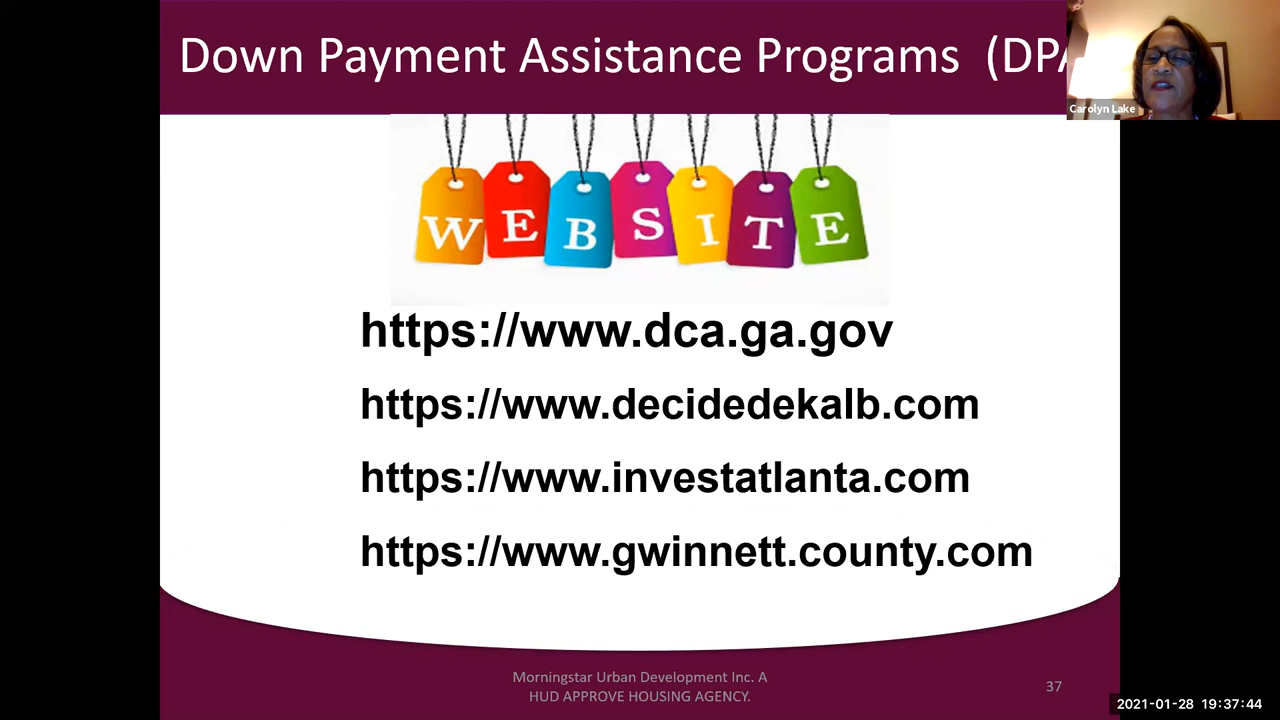 Down Payment Assistance Programs (DPA
Carolyn Lake
WEBSITE
https://www.dca.ga.gov
https://www.decidedekalb.com
https://www.investatlanta.com
https://www.gwinnett.county.com
Morningstar Urban Development Inc. A
HUD APPROVE HOUSING AGENCY.
37
2021-01-28 19:37:44